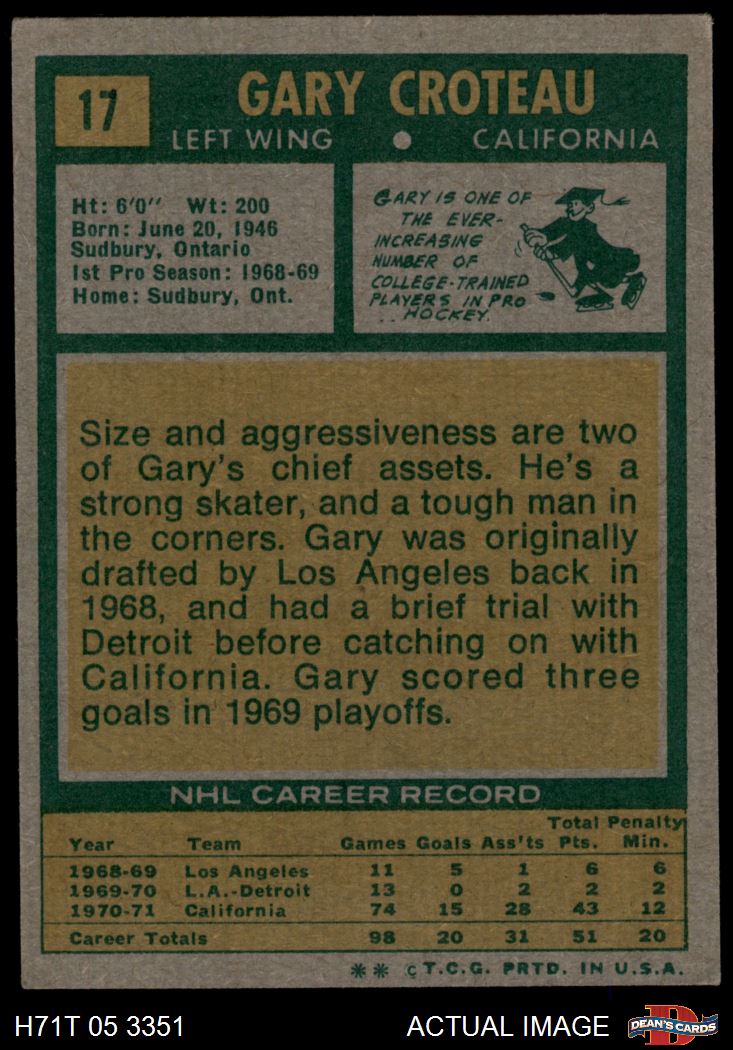 17
GARY CROTEAU
LEFT WING • CALIFORNIA
Ht: 6'0" Wt: 200
Born: June 20, 1946
Sudbury, Ontario
1st Pro Season: 1968-69
Home: Sudbury, Ont.
GARY IS ONE OF
THE EVER-
INCREASING
NUMBER OF
COLLEGE-TRAINED
PLAYERS IN PRO
.. HOCKEY.
Size and aggressiveness are two
of Gary's chief assets. He's a
strong skater, and a tough man in
the corners. Gary was originally
drafted by Los Angeles back in
1968, and had a brief trial with
Detroit before catching on with
California. Gary scored three
goals in 1969 playoffs.
NHL CAREER RECORD
Total Penalty
Year Team Games Goals Ass'ts Pts. Min.
1968-69 Los Angeles 11 5 1 6 6
1969-70 L.A.-Detroit 13 0 2 2 2
1970-71 California 74 15 28 43 12
Career Totals 98 20 31 51 20
** © T.C.G. PRTD. IN U.S.A.
H71T 05 3351 ACTUAL IMAGE D DEAN'S CARDS